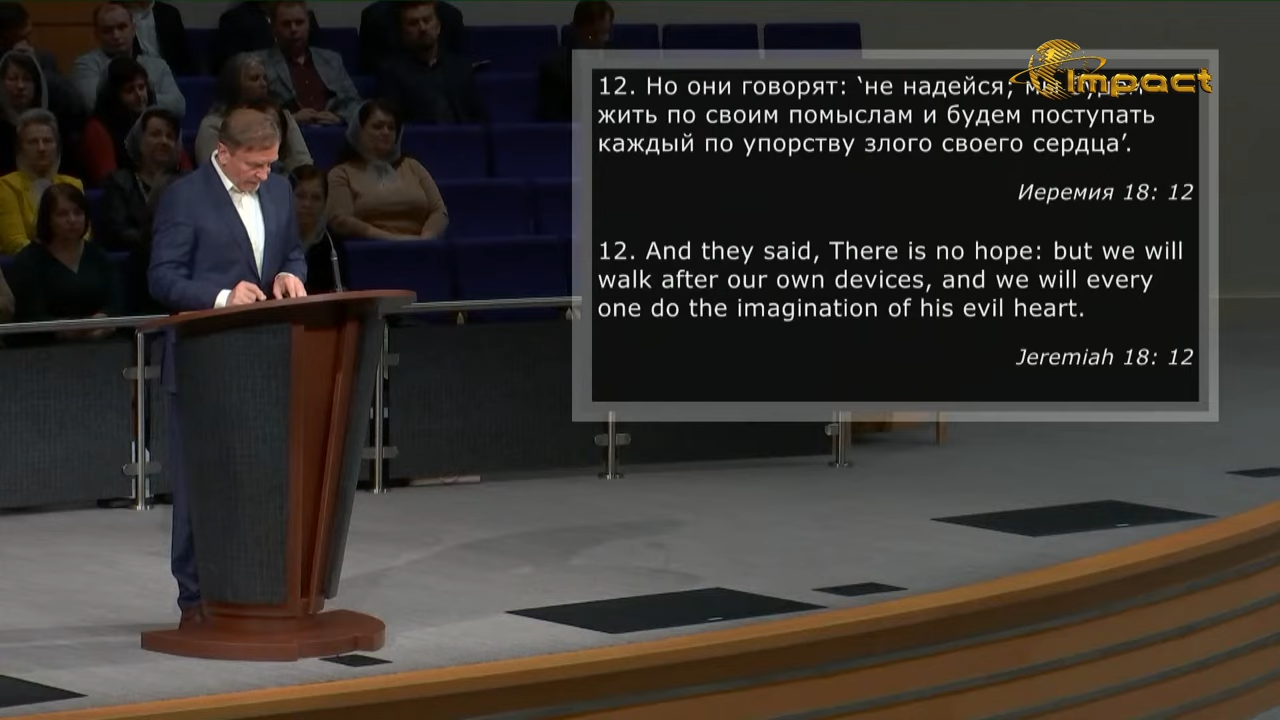 Impact
12. Но они говорят: ‘не надейся; мы будем
жить по своим помыслам и будем поступать
каждый по упорству злого своего сердца’.
Иеремия 18: 12
12. And they said, There is no hope: but we will
walk after our own devices, and we will every
one do the imagination of his evil heart.
Jeremiah 18: 12